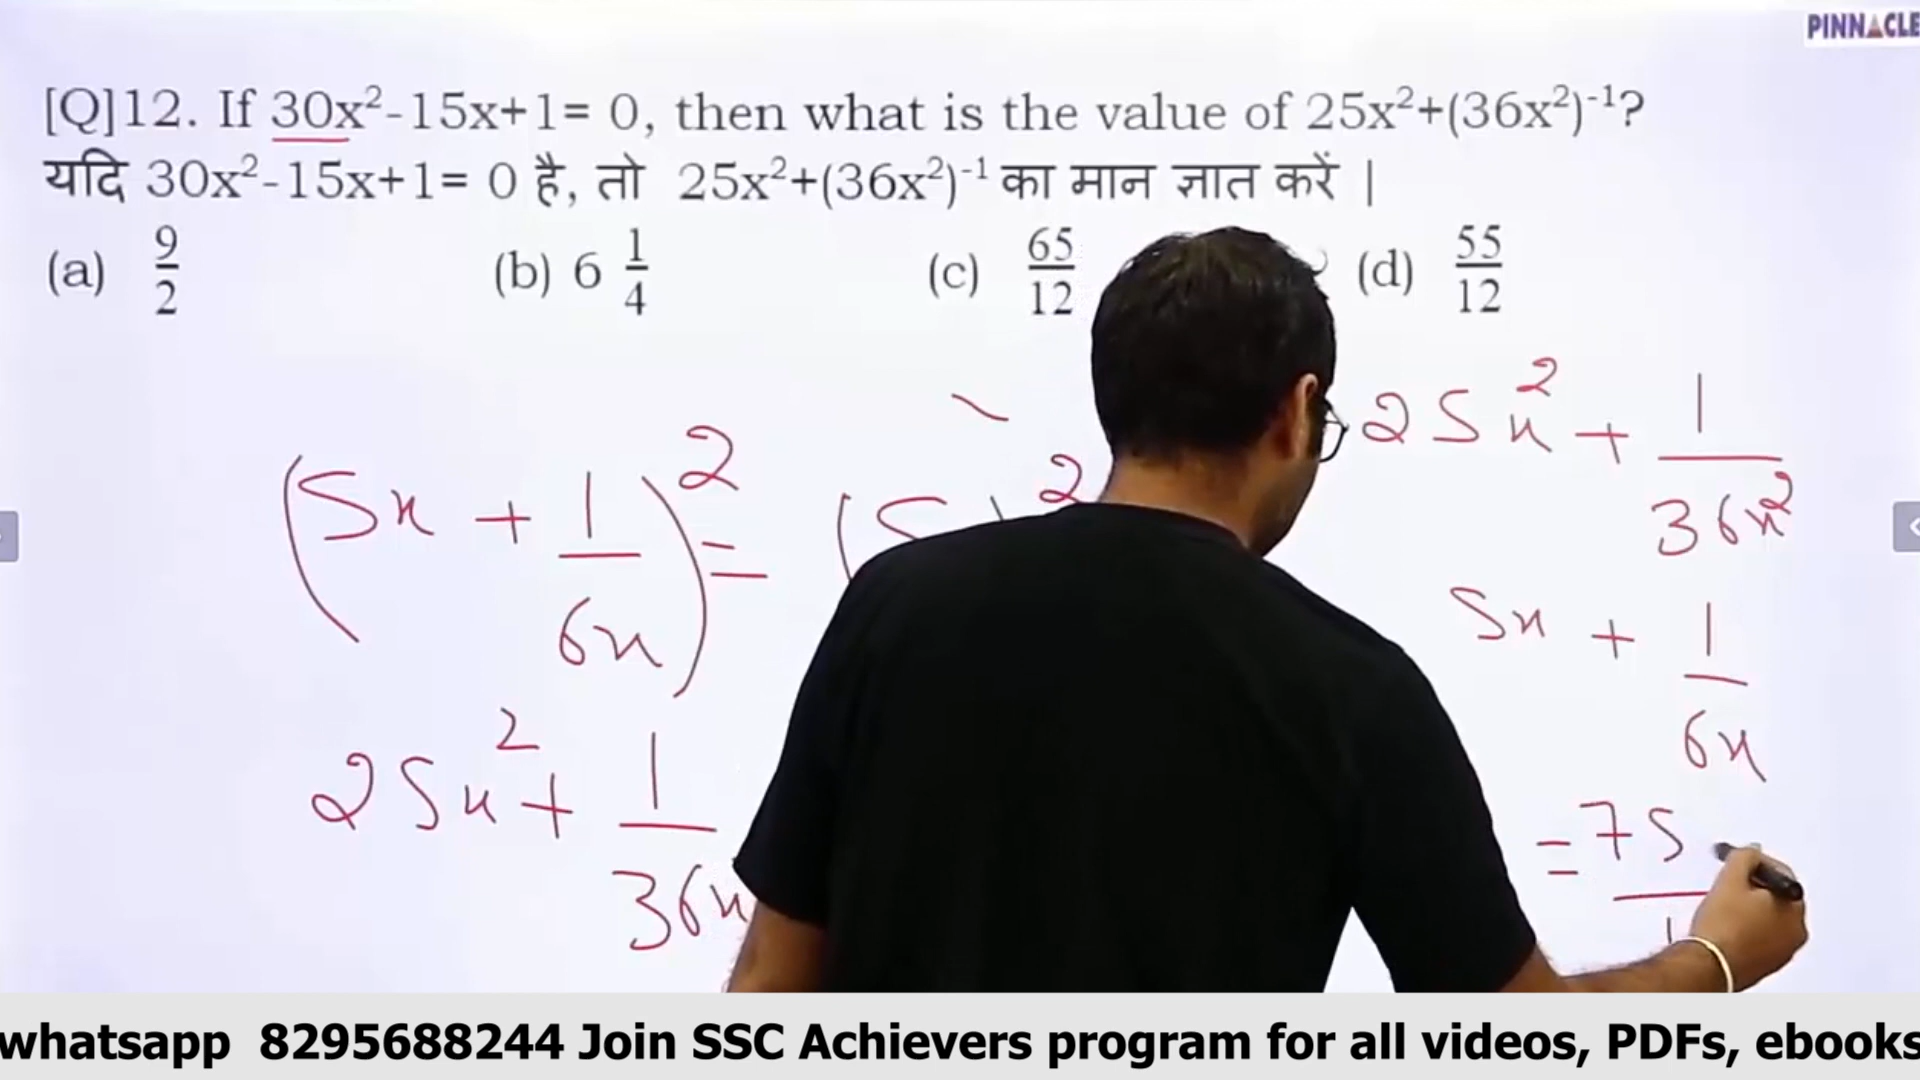 PINNACLE
[Q]12. If 30x²-15x+1= 0, then what is the value of 25x²+(36x²)⁻¹?
यदि 30x²-15x+1= 0 है, तो 25x²+(36x²)⁻¹ का मान ज्ञात करें |
(a) 9/2 (b) 6 1/4 (c) 65/12 (d) 55/12
25x² + 1/36x²
(5x + 1/6x)² = (5)²
5x + 1/6x
25x² + 1/36x
= 75
whatsapp 8295688244 Join SSC Achievers program for all videos, PDFs, ebooks